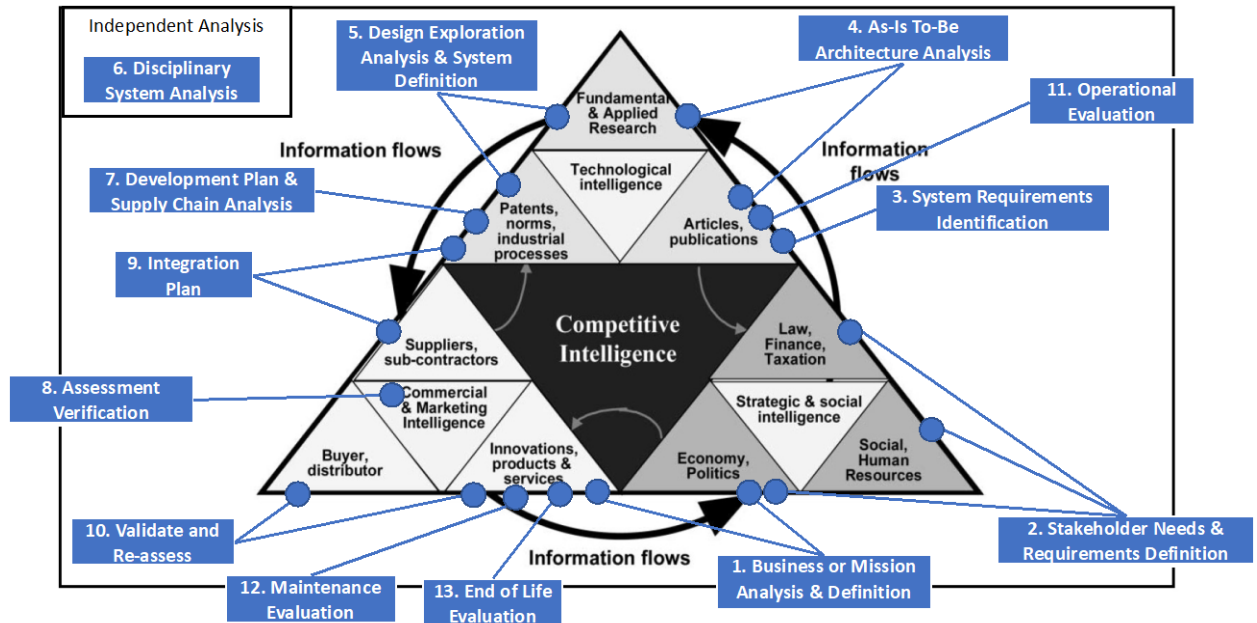 Independent Analysis
6. Disciplinary
System Analysis
5. Design Exploration
Analysis & System
Definition
4. As-Is To-Be
Architecture Analysis
11. Operational
Evaluation
Fundamental
& Applied
Research
Information flows
Information
flows
Technological
intelligence
7. Development Plan &
Supply Chain Analysis
3. System Requirements
Identification
Patents,
norms,
industrial
processes
Articles,
publications
9. Integration
Plan
Competitive
Intelligence
Suppliers,
sub-contractors
Law,
Finance,
Taxation
8. Assessment
Verification
Commercial
& Marketing
Intelligence
Strategic & social
intelligence
Buyer,
distributor
Innovations,
products &
services
Economy,
Politics
Social,
Human
Resources
10. Validate and
Re-assess
Information flows
2. Stakeholder Needs &
Requirements Definition
12. Maintenance
Evaluation
13. End of Life
Evaluation
1. Business or Mission
Analysis & Definition